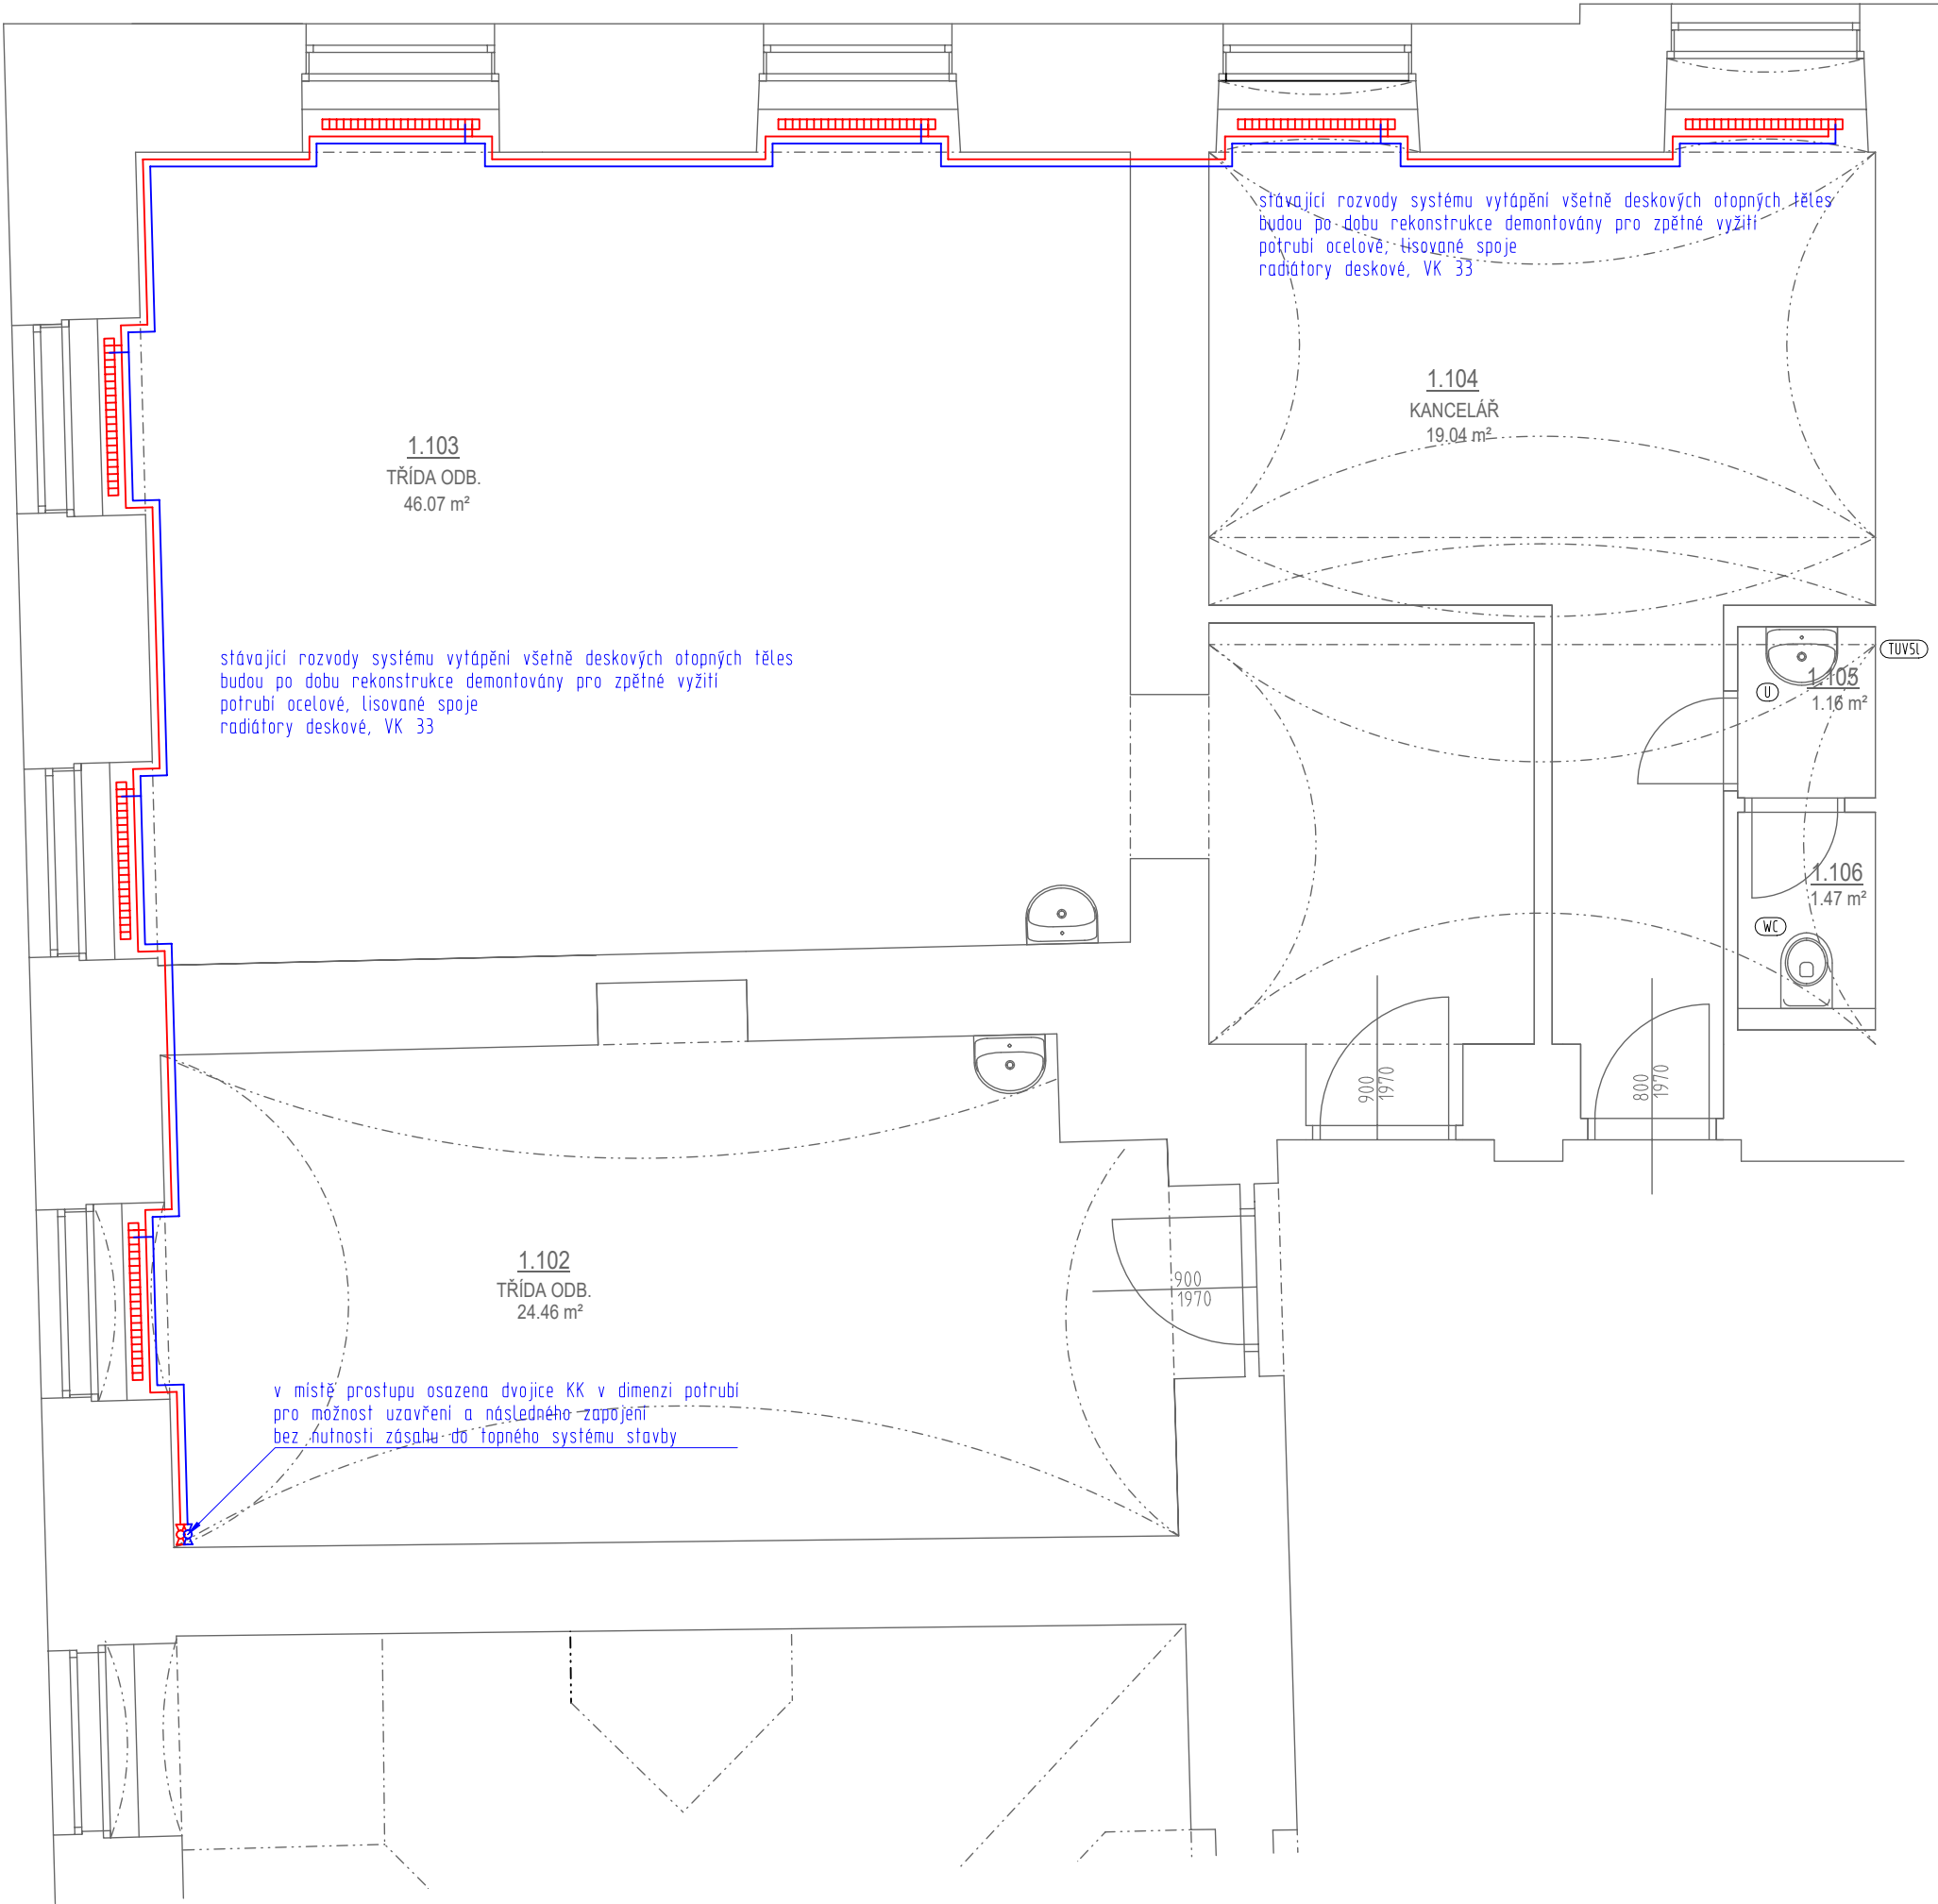 stávající rozvody systému vytápění všetně deskových otopných těles
budou po dobu rekonstrukce demontovány pro zpětné vyžití
potrubí ocelové, lisované spoje
radiátory deskové, VK 33
1.104
KANCELÁŘ
19.04 m²
1.103
TŘÍDA ODB.
46.07 m²
stávající rozvody systému vytápění všetně deskových otopných těles
budou po dobu rekonstrukce demontovány pro zpětné vyžití
potrubí ocelové, lisované spoje
radiátory deskové, VK 33
TUV5L
U
1.105
1.16 m²
1.106
1.47 m²
WC
900
1970
800
1970
1.102
TŘÍDA ODB.
24.46 m²
900
1970
v místě prostupu osazena dvojice KK v dimenzi potrubí
pro možnost uzavření a následného zapojení
bez nutnosti zásahu do topného systému stavby